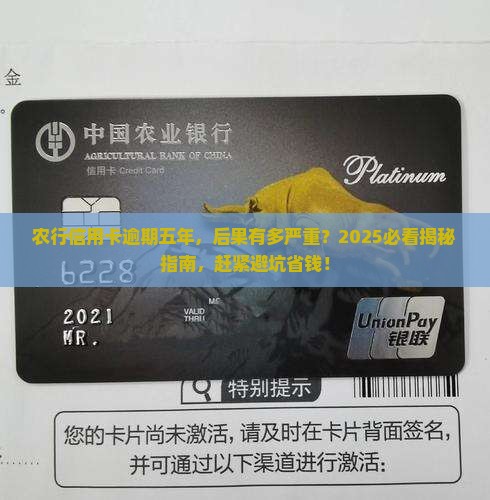 金
中国农业银行
AGRICULTURAL BANK OF CHINA
信用卡 Credit Card
Platinum
农行信用卡逾期五年，后果有多严重？2025必看揭秘
指南，赶紧避坑省钱！
6228
2021
VALID
THRU
MR.
UnionPay
银联
特别提示
您的卡片尚未激活，请及时在卡片背面签名，
并可通过以下渠道进行激活：